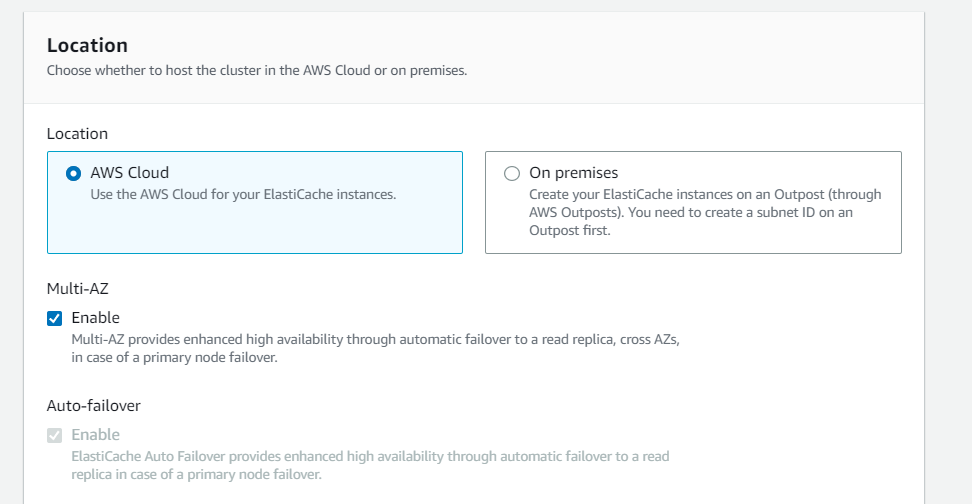 Location
Choose whether to host the cluster in the AWS Cloud or on premises.
Location
AWS Cloud
Use the AWS Cloud for your ElastiCache instances.
On premises
Create your ElastiCache instances on an Outpost (through
AWS Outposts). You need to create a subnet ID on an
Outpost first.
Multi-AZ
Enable
Multi-AZ provides enhanced high availability through automatic failover to a read replica, cross AZs,
in case of a primary node failover.
Auto-failover
Enable
ElastiCache Auto Failover provides enhanced high availability through automatic failover to a read
replica in case of a primary node failover.